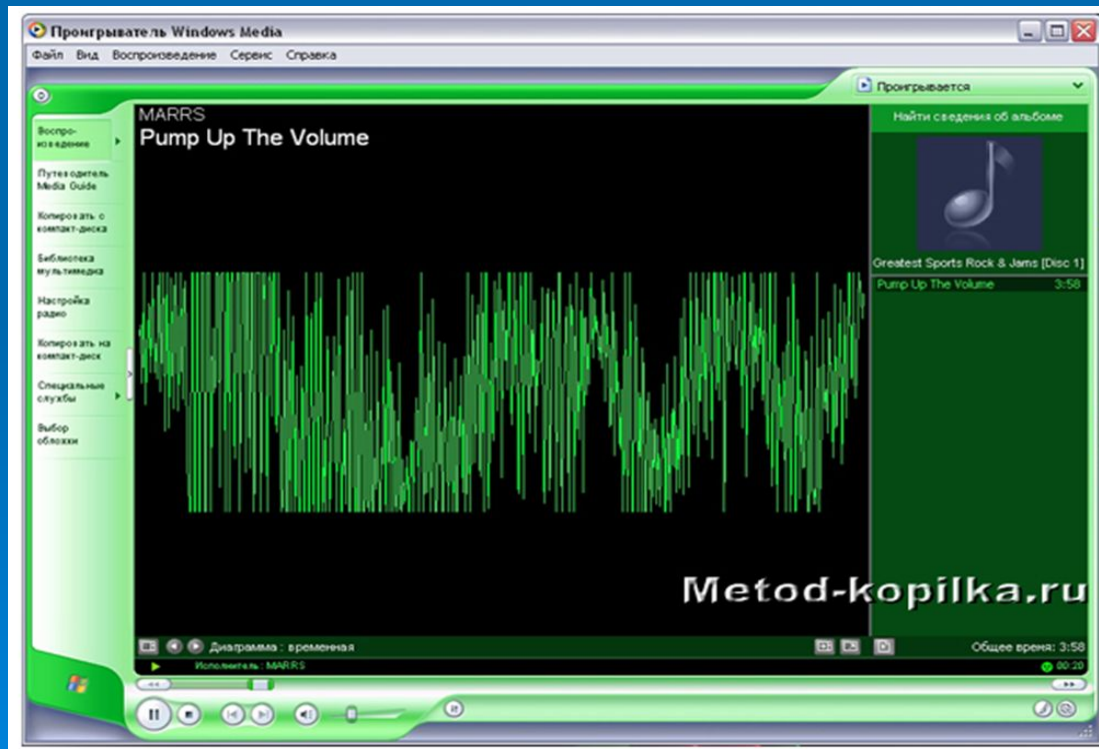 Проигрыватель Windows Media
Файл Вид Воспроизведение Сервис Справка
Проигрывается
Воспро-
изведение
Путеводитель
Media Guide
Копировать с
компакт-диска
Библиотека
мультимедиа
Настройка
радио
Копировать на
компакт-диск
Специальные
службы
Выбор
обложки
MARRS
Pump Up The Volume
Найти сведения об альбоме
Greatest Sports Rock & Jams [Disc 1]
Pump Up The Volume 3:58
Metod-kopilka.ru
Диаграмма : временная
Общее время: 3:58
Исполнитель: MARRS
00:20